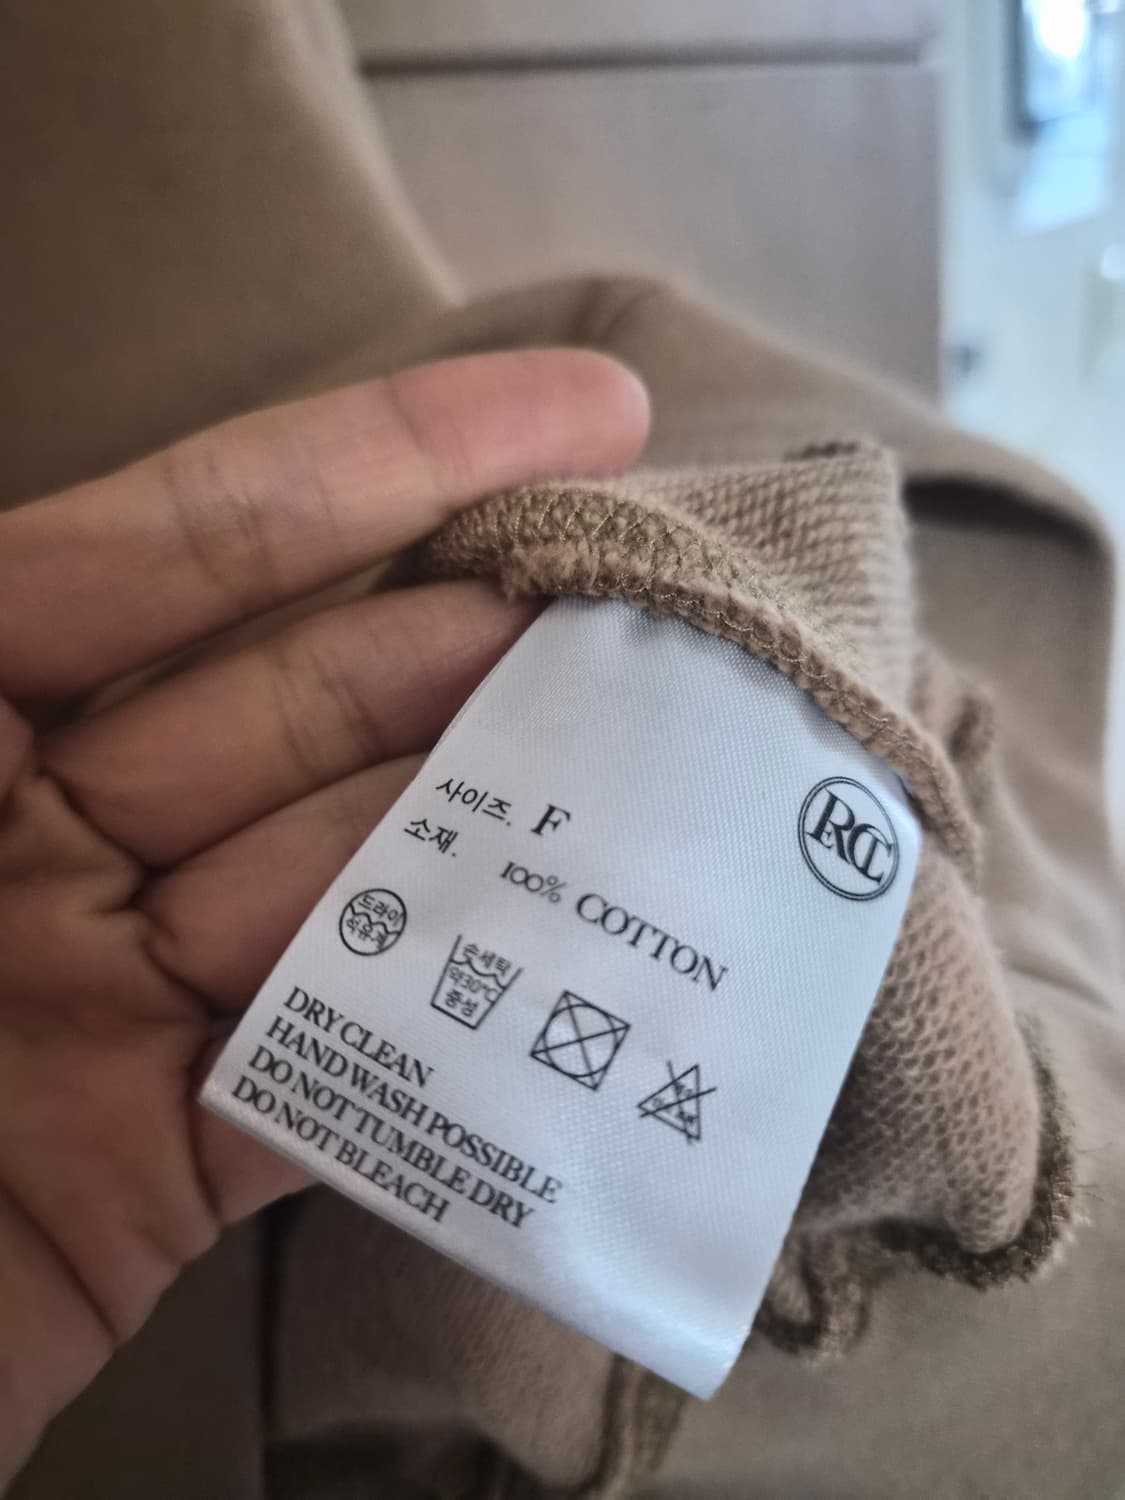 사이즈. F
소재. 100% COTTON
RCC
드라이
석유계
손세탁
약30°C
중성
DRY CLEAN
HAND WASH POSSIBLE
DO NOT TUMBLE DRY
DO NOT BLEACH